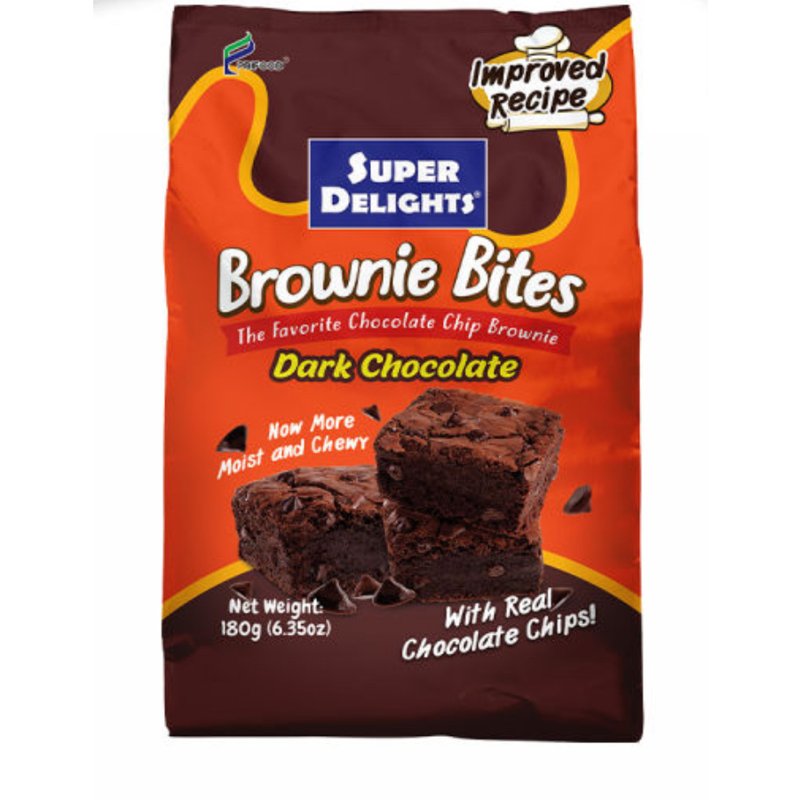 PRIFOOD®
Improved
Recipe
SUPER
DELIGHTS®
Brownie Bites
The Favorite Chocolate Chip Brownie
Dark Chocolate
Now More
Moist and Chewy
Net Weight:
180g (6.35oz)
With Real
Chocolate Chips!